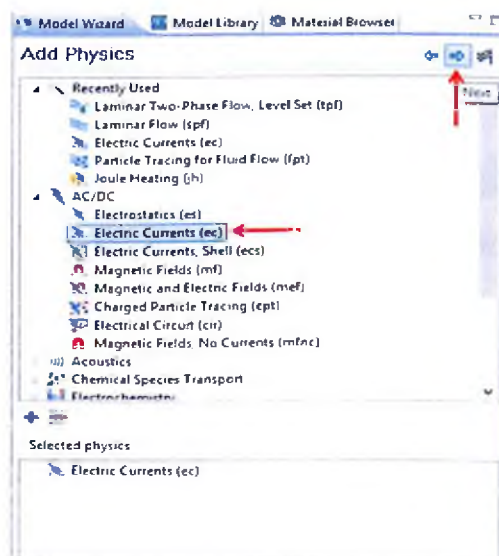 Model Wizard Model Library Material Browser
Add Physics
Next
Recently Used
Laminar Two-Phase Flow, Level Set (tpf)
Laminar Flow (spf)
Electric Currents (ec)
Particle Tracing for Fluid Flow (fpt)
Joule Heating (jh)
AC/DC
Electrostatics (es)
Electric Currents (ec)
Electric Currents, Shell (ecs)
Magnetic Fields (mf)
Magnetic and Electric Fields (mef)
Charged Particle Tracing (cpt)
Electrical Circuit (cir)
Magnetic Fields, No Currents (mfnc)
Acoustics
Chemical Species Transport
Electrochemistry
Selected physics
Electric Currents (ec)